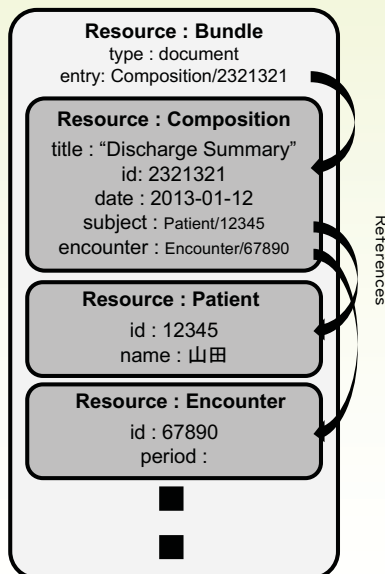 Resource : Bundle
type : document
entry: Composition/2321321
Resource : Composition
title : “Discharge Summary”
id: 2321321
date : 2013-01-12
subject : Patient/12345
encounter : Encounter/67890
References
Resource : Patient
id : 12345
name : 山田
Resource : Encounter
id : 67890
period :